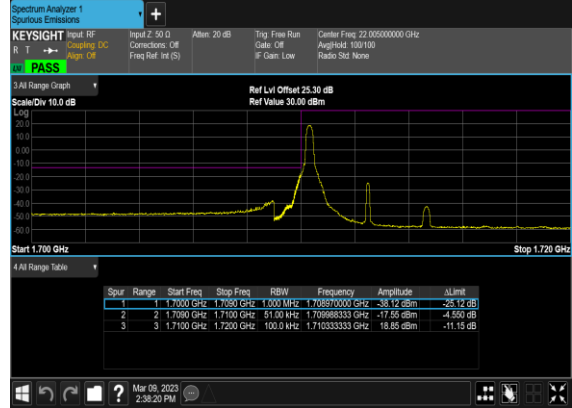 Spectrum Analyzer 1
Spurious Emissions
KEYSIGHT
R T
PASS
Input: RF
Coupling: DC
Align: Off
Input Z: 50 Ω
Corrections: Off
Freq Ref: Int (S)
Atten: 20 dB
Trig: Free Run
Gate: Off
IF Gain: Low
Center Freq: 22.005000000 GHz
Avg|Hold: 100/100
Radio Std: None
3 All Range Graph
Ref Lvl Offset 25.30 dB
Scale/Div 10.0 dB
Ref Value 30.00 dBm
Log
20.0
10.0
0.00
-10.0
-20.0
-30.0
-40.0
-50.0
-60.0
Start 1.700 GHz
Stop 1.720 GHz
4 All Range Table
Spur Range Start Freq Stop Freq RBW Frequency Amplitude ΔLimit
1 1 1.7000 GHz 1.7090 GHz 1.000 MHz 1.708970000 GHz -38.12 dBm -25.12 dB
2 2 1.7090 GHz 1.7100 GHz 51.00 kHz 1.709988333 GHz -17.55 dBm -4.550 dB
3 3 1.7100 GHz 1.7200 GHz 100.0 kHz 1.710333333 GHz 18.85 dBm -11.15 dB
Mar 09, 2023
2:38:20 PM